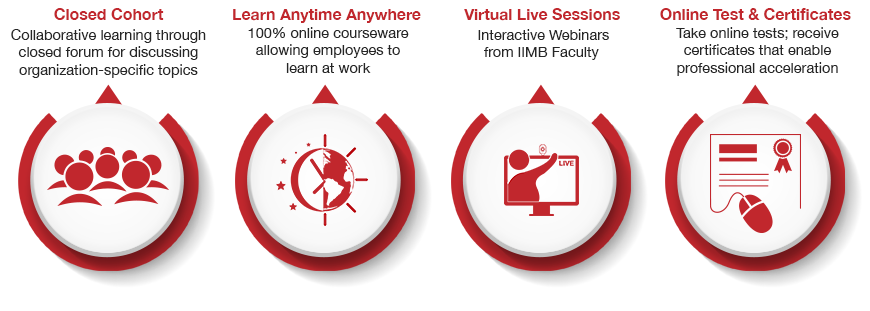 Closed Cohort
Collaborative learning through
closed forum for discussing
organization-specific topics
Learn Anytime Anywhere
100% online courseware
allowing employees to
learn at work
Virtual Live Sessions
Interactive Webinars
from IIMB Faculty
Online Test & Certificates
Take online tests; receive
certificates that enable
professional acceleration
LIVE